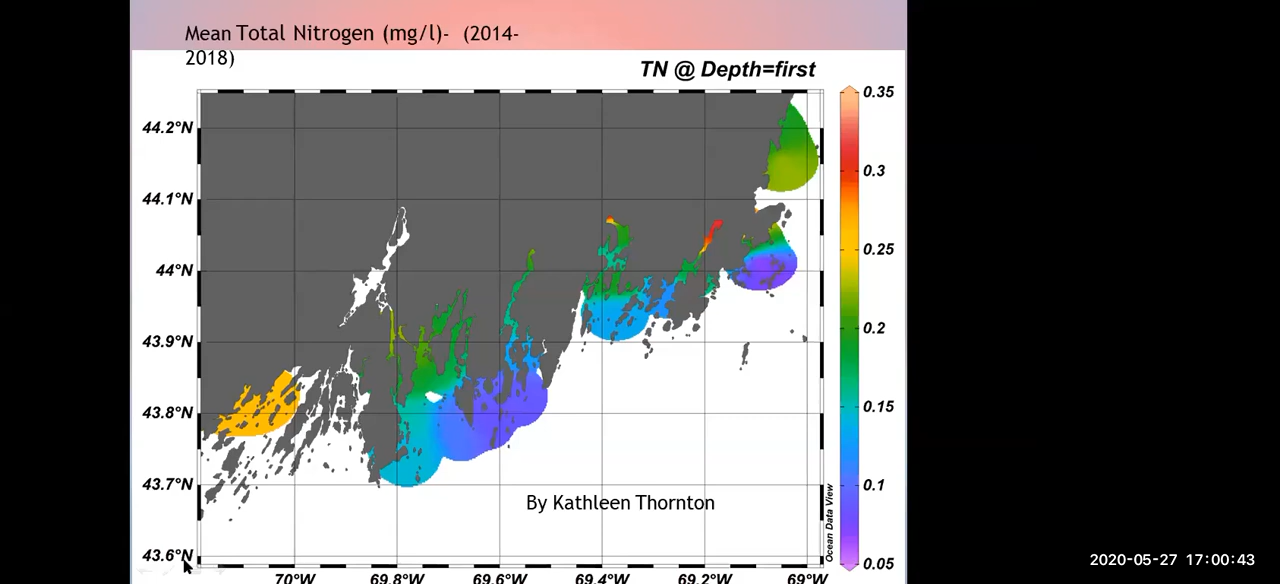 Mean Total Nitrogen (mg/l)- (2014-
2018)
TN @ Depth=first
44.2°N
44.1°N
44°N
43.9°N
43.8°N
43.7°N
43.6°N
70°W
69.8°W
69.6°W
69.4°W
69.2°W
69°W
By Kathleen Thornton
Ocean Data View
0.35
0.3
0.25
0.2
0.15
0.1
0.05
2020-05-27 17:00:43